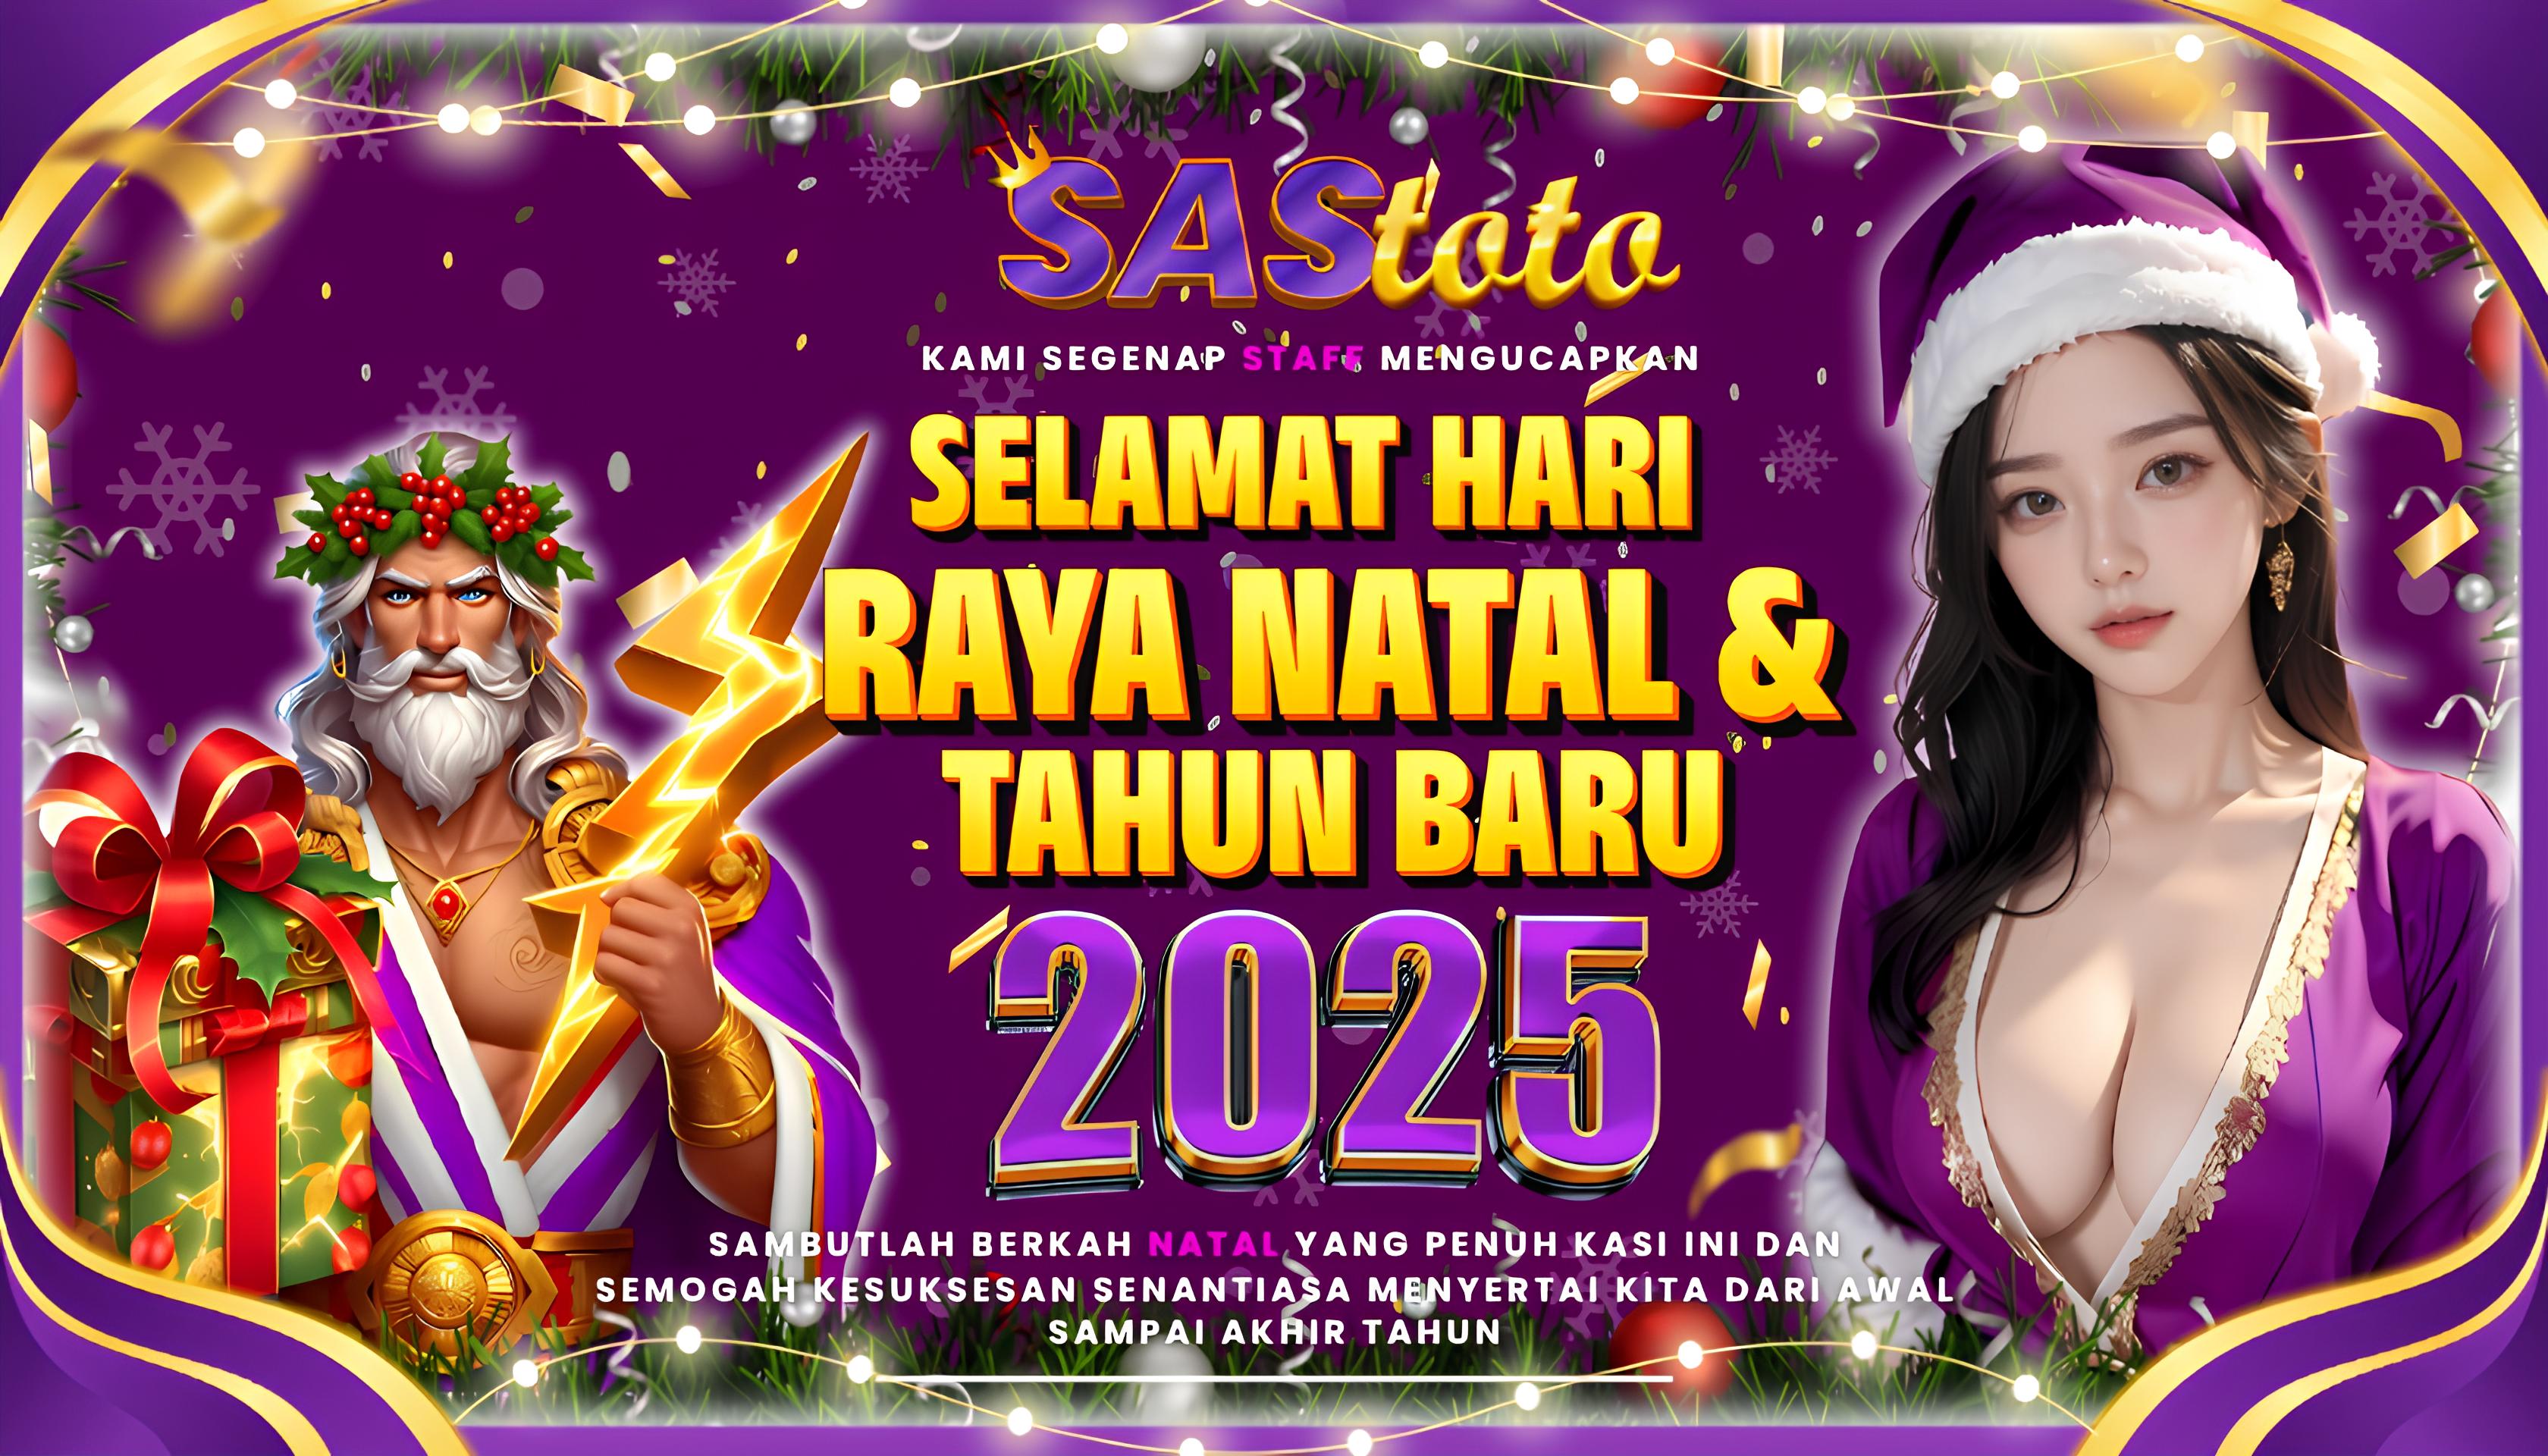 SAStoto
KAMI SEGENAP STAFF MENGUCAPKAN
SELAMAT HARI
RAYA NATAL &
TAHUN BARU
2025
SAMBUTLAH BERKAH NATAL YANG PENUH KASI INI DAN
SEMOGAH KESUKSESAN SENANTIASA MENYERTAI KITA DARI AWAL
SAMPAI AKHIR TAHUN